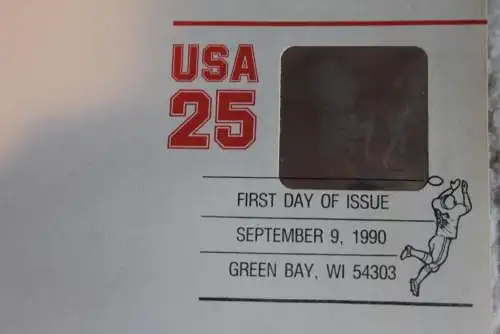 USA
25
FIRST DAY OF ISSUE
SEPTEMBER 9, 1990
GREEN BAY, WI 54303